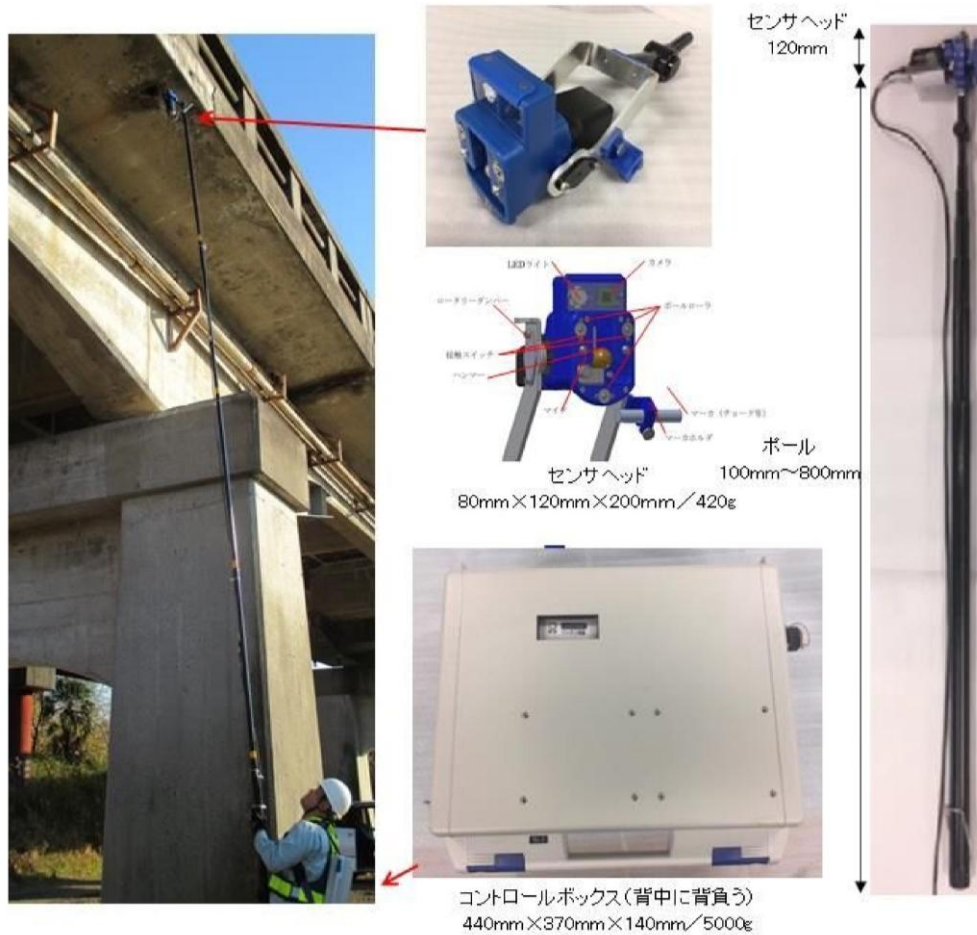 センサヘッド
120mm
LEDライト
カメラ
ロータリーダンパー
ボールローラ
接触スイッチ
ハンマー
マイク
マーカ(チョーク等)
マーカホルダ
センサヘッド
80mm×120mm×200mm/420g
ポール
100mm~800mm
コントロールボックス(背中に背負う)
440mm×370mm×140mm/5000g